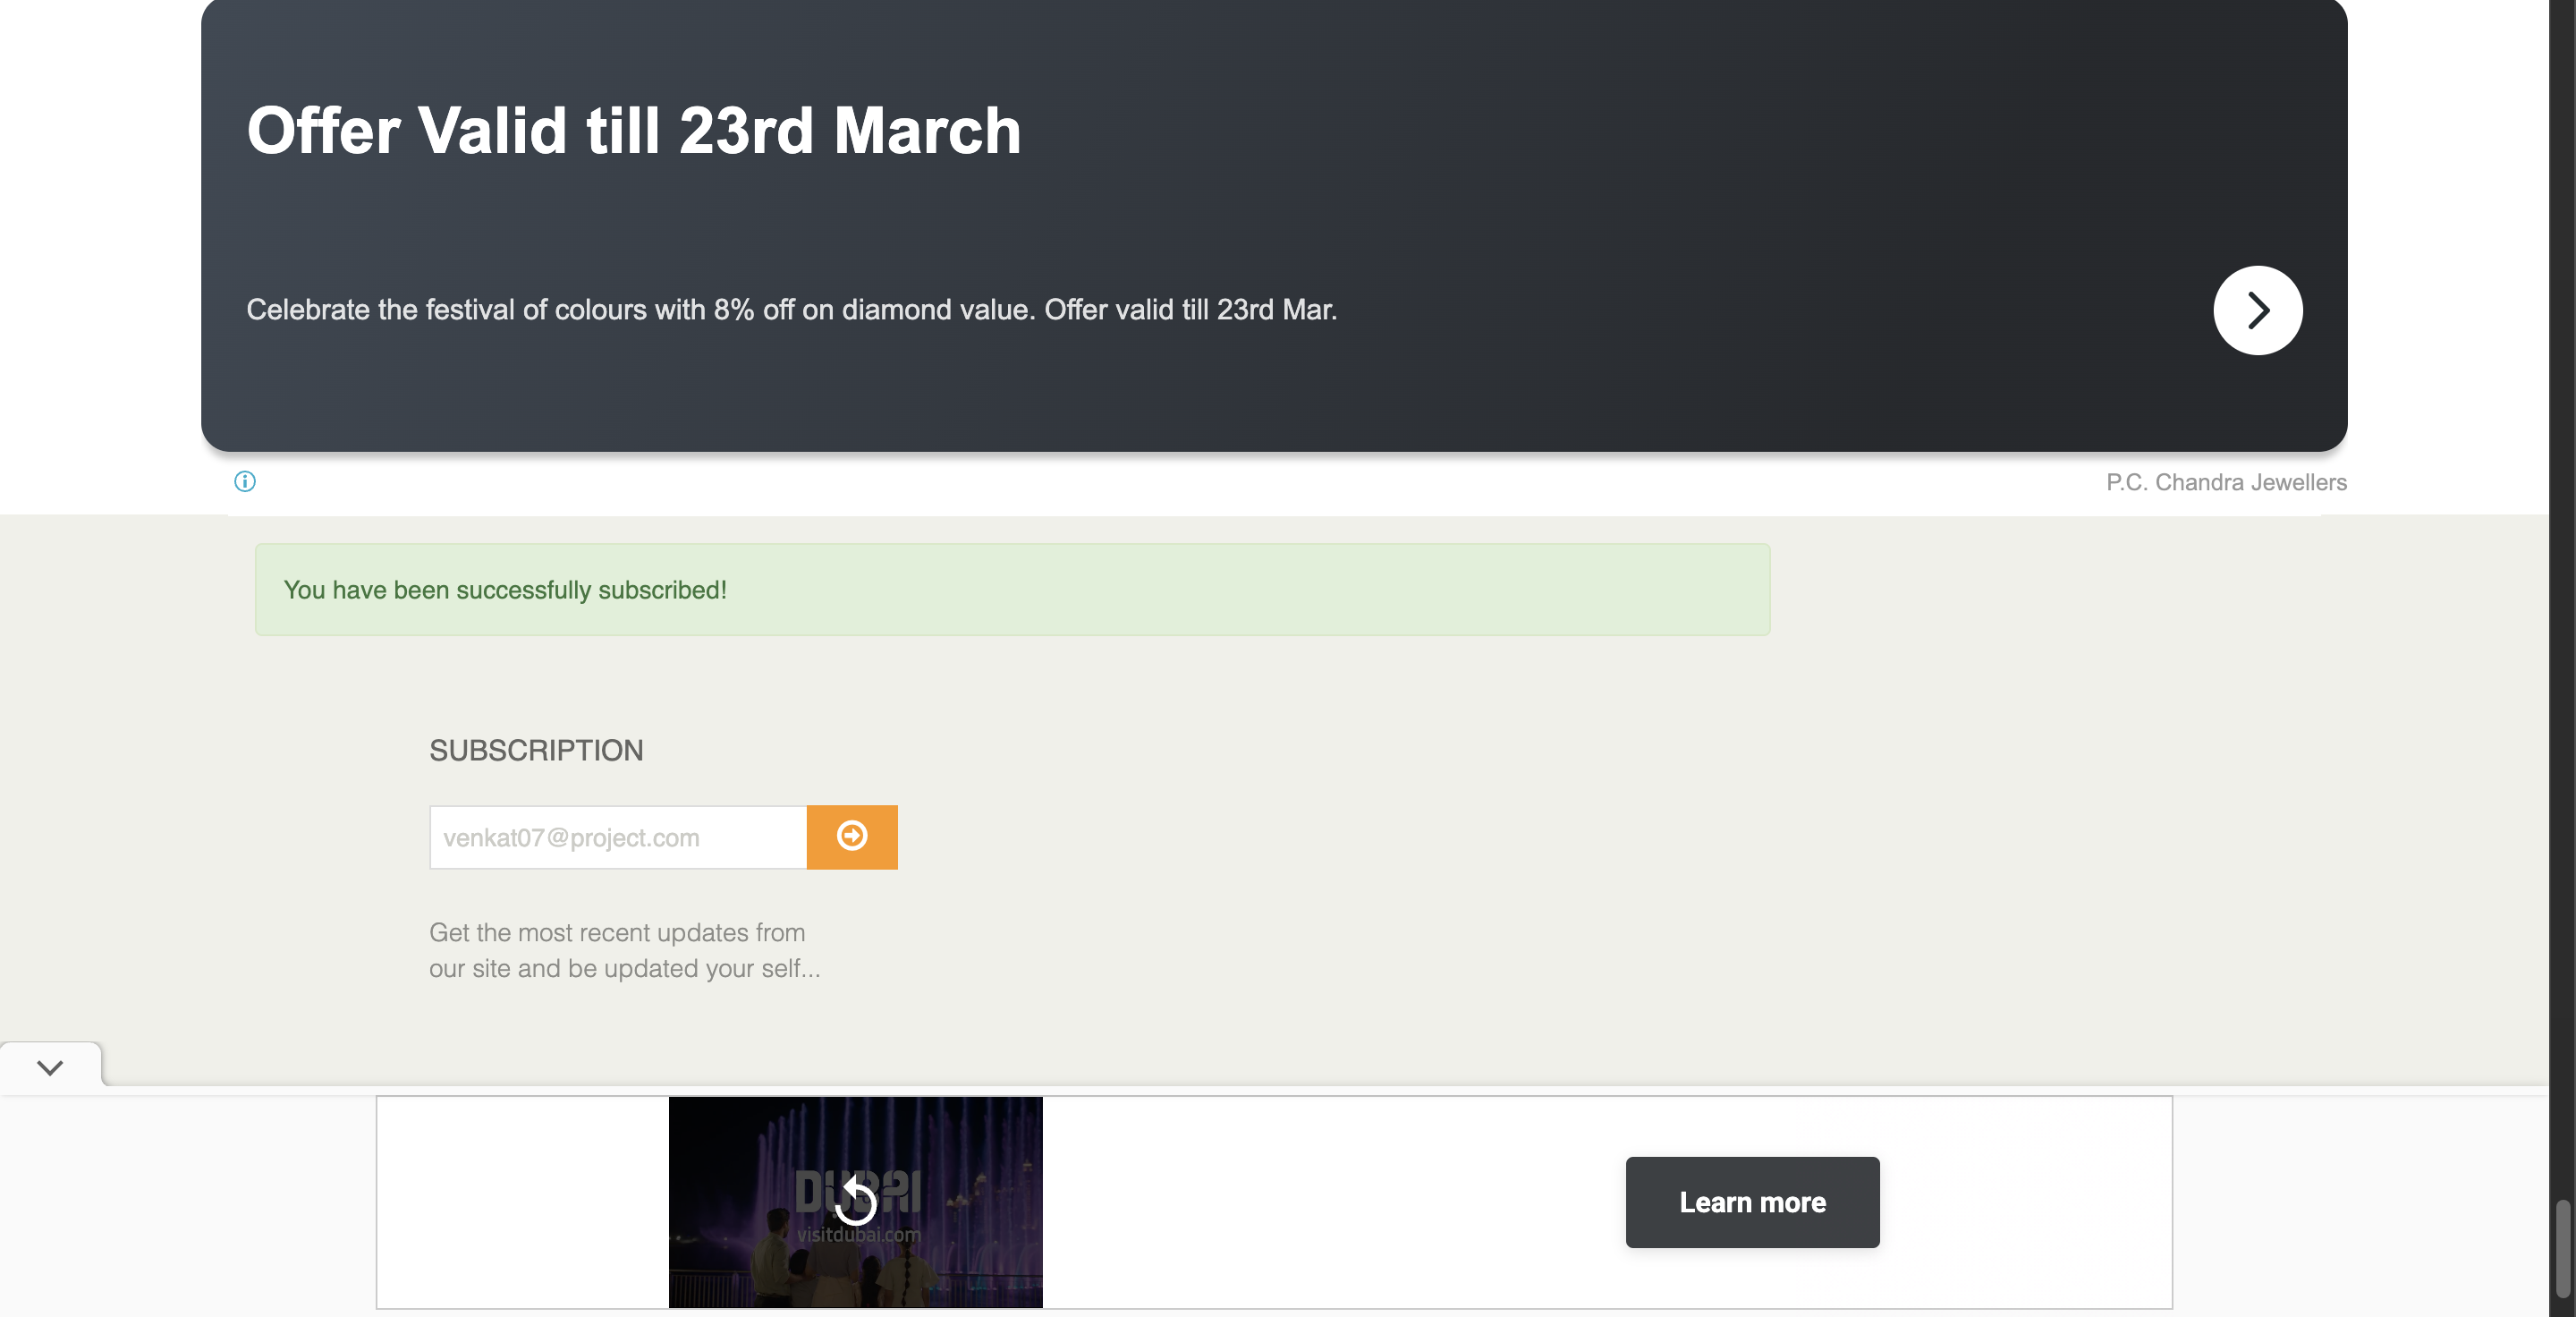 Offer Valid till 23rd March
Celebrate the festival of colours with 8% off on diamond value. Offer valid till 23rd Mar.
P.C. Chandra Jewellers
You have been successfully subscribed!
SUBSCRIPTION
venkat07@project.com
Get the most recent updates from
our site and be updated your self...
DUBAI
visitdubai.com
Learn more